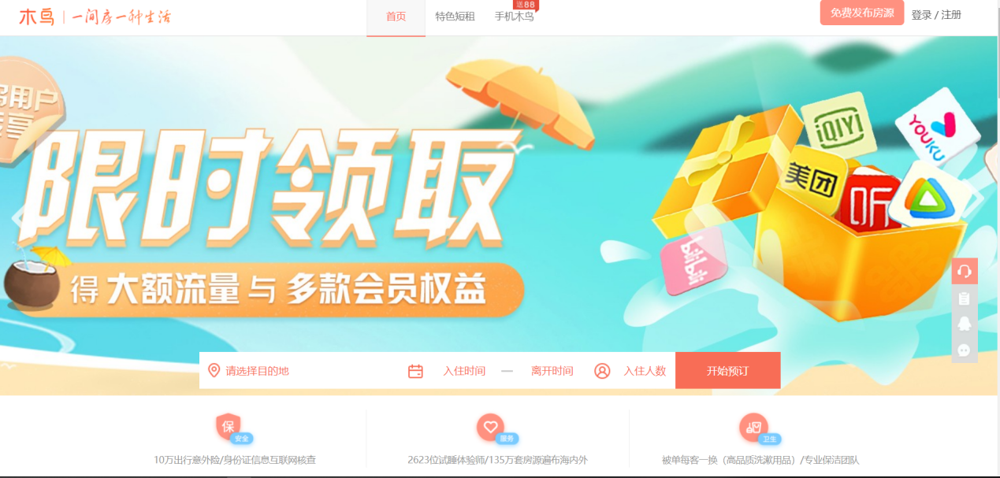 送88
木鸟 | 一间房一种生活
首页
特色短租
手机木鸟
免费发布房源
登录 / 注册
用户
限时领取
得 大额流量 与 多款会员权益
iQIYI
YOUKU
美团
听
请选择目的地
入住时间 — 离开时间
入住人数
开始预订
保
安全
服务
卫生
10万出行意外险/身份证信息互联网核查
2623位试睡体验师/135万套房源遍布海内外
被单每客一换（高品质洗漱用品）/专业保洁团队